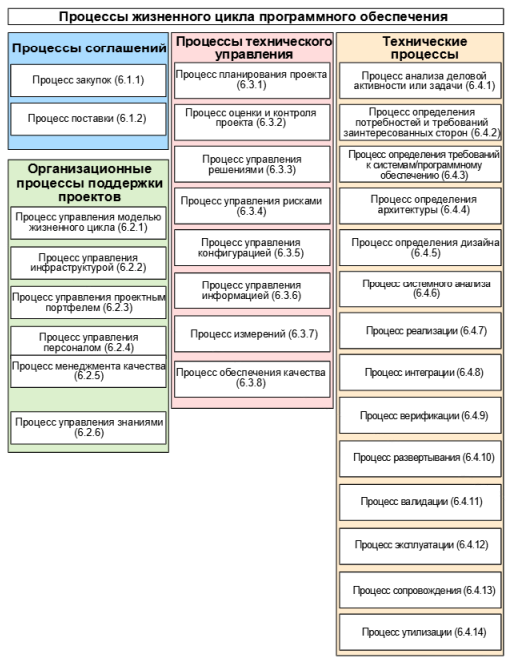 Процессы жизненного цикла программного обеспечения
Процессы соглашений
Процесс закупок (6.1.1)
Процесс поставки (6.1.2)
Организационные
процессы поддержки
проектов
Процесс управления моделью
жизненного цикла (6.2.1)
Процесс управления
инфраструктурой (6.2.2)
Процесс управления проектным
портфелем (6.2.3)
Процесс управления
персоналом (6.2.4)
Процесс менеджмента качества
(6.2.5)
Процесс управления знаниями
(6.2.6)
Процессы технического
управления
Процесс планирования проекта
(6.3.1)
Процесс оценки и контроля
проекта (6.3.2)
Процесс управления
решениями (6.3.3)
Процесс управления рисками
(6.3.4)
Процесс управления
конфигурацией (6.3.5)
Процесс управления
информацией (6.3.6)
Процесс измерений (6.3.7)
Процесс обеспечения качества
(6.3.8)
Технические
процессы
Процесс анализа деловой
активности или задачи (6.4.1)
Процесс определения
потребностей и требований
заинтересованных сторон (6.4.2)
Процесс определения требований
к системам/программному
обеспечению (6.4.3)
Процесс определения
архитектуры (6.4.4)
Процесс определения дизайна
(6.4.5)
Процесс системного анализа
(6.4.6)
Процесс реализации (6.4.7)
Процесс интеграции (6.4.8)
Процесс верификации (6.4.9)
Процесс развертывания (6.4.10)
Процесс валидации (6.4.11)
Процесс эксплуатации (6.4.12)
Процесс сопровождения (6.4.13)
Процесс утилизации (6.4.14)